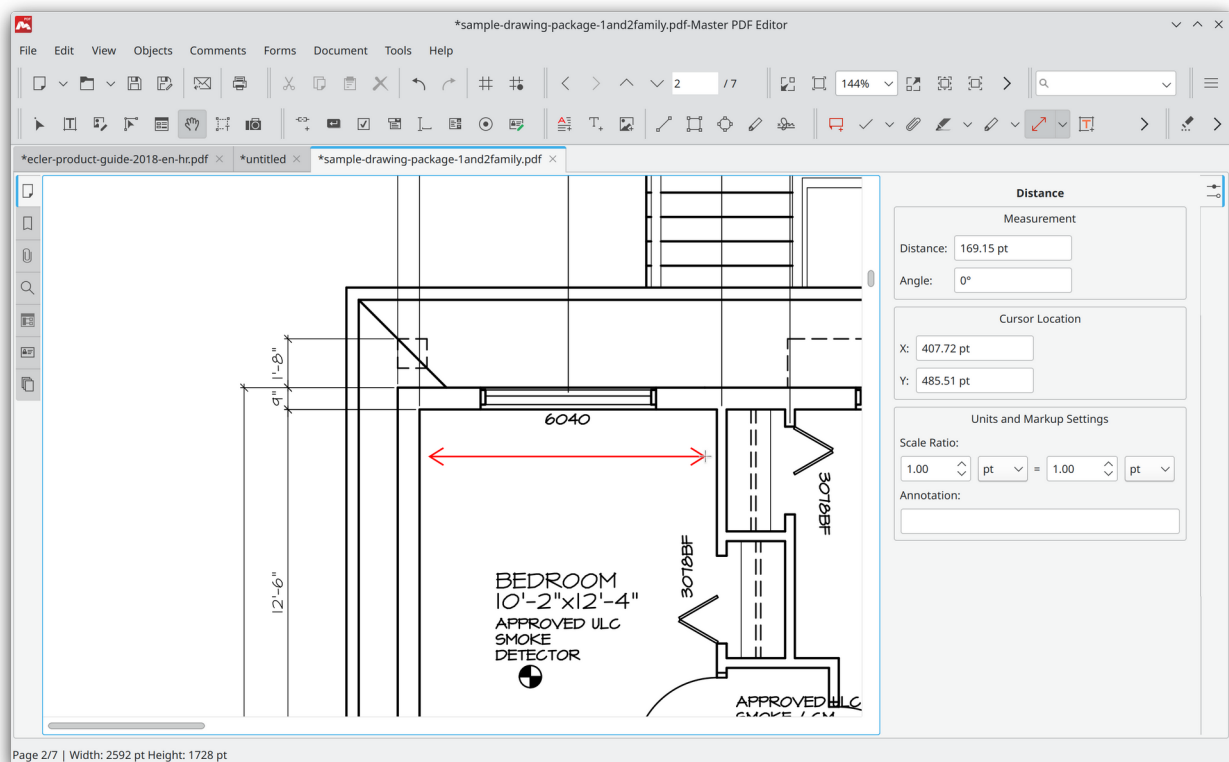 *sample-drawing-package-1and2family.pdf-Master PDF Editor
File Edit View Objects Comments Forms Document Tools Help
2 / 7 144%
*ecler-product-guide-2018-en-hr.pdf *untitled *sample-drawing-package-1and2family.pdf
Distance
Measurement
Distance: 169.15 pt
Angle: 0°
Cursor Location
X: 407.72 pt
Y: 485.51 pt
Units and Markup Settings
Scale Ratio:
1.00 pt = 1.00 pt
Annotation:
1'-8"
9"
12'-6"
6040
3078BF
3078BF
BEDROOM
10'-2"x12'-4"
APPROVED ULC
SMOKE
DETECTOR
APPROVED ULC
SMOKE / CM
Page 2/7 | Width: 2592 pt Height: 1728 pt